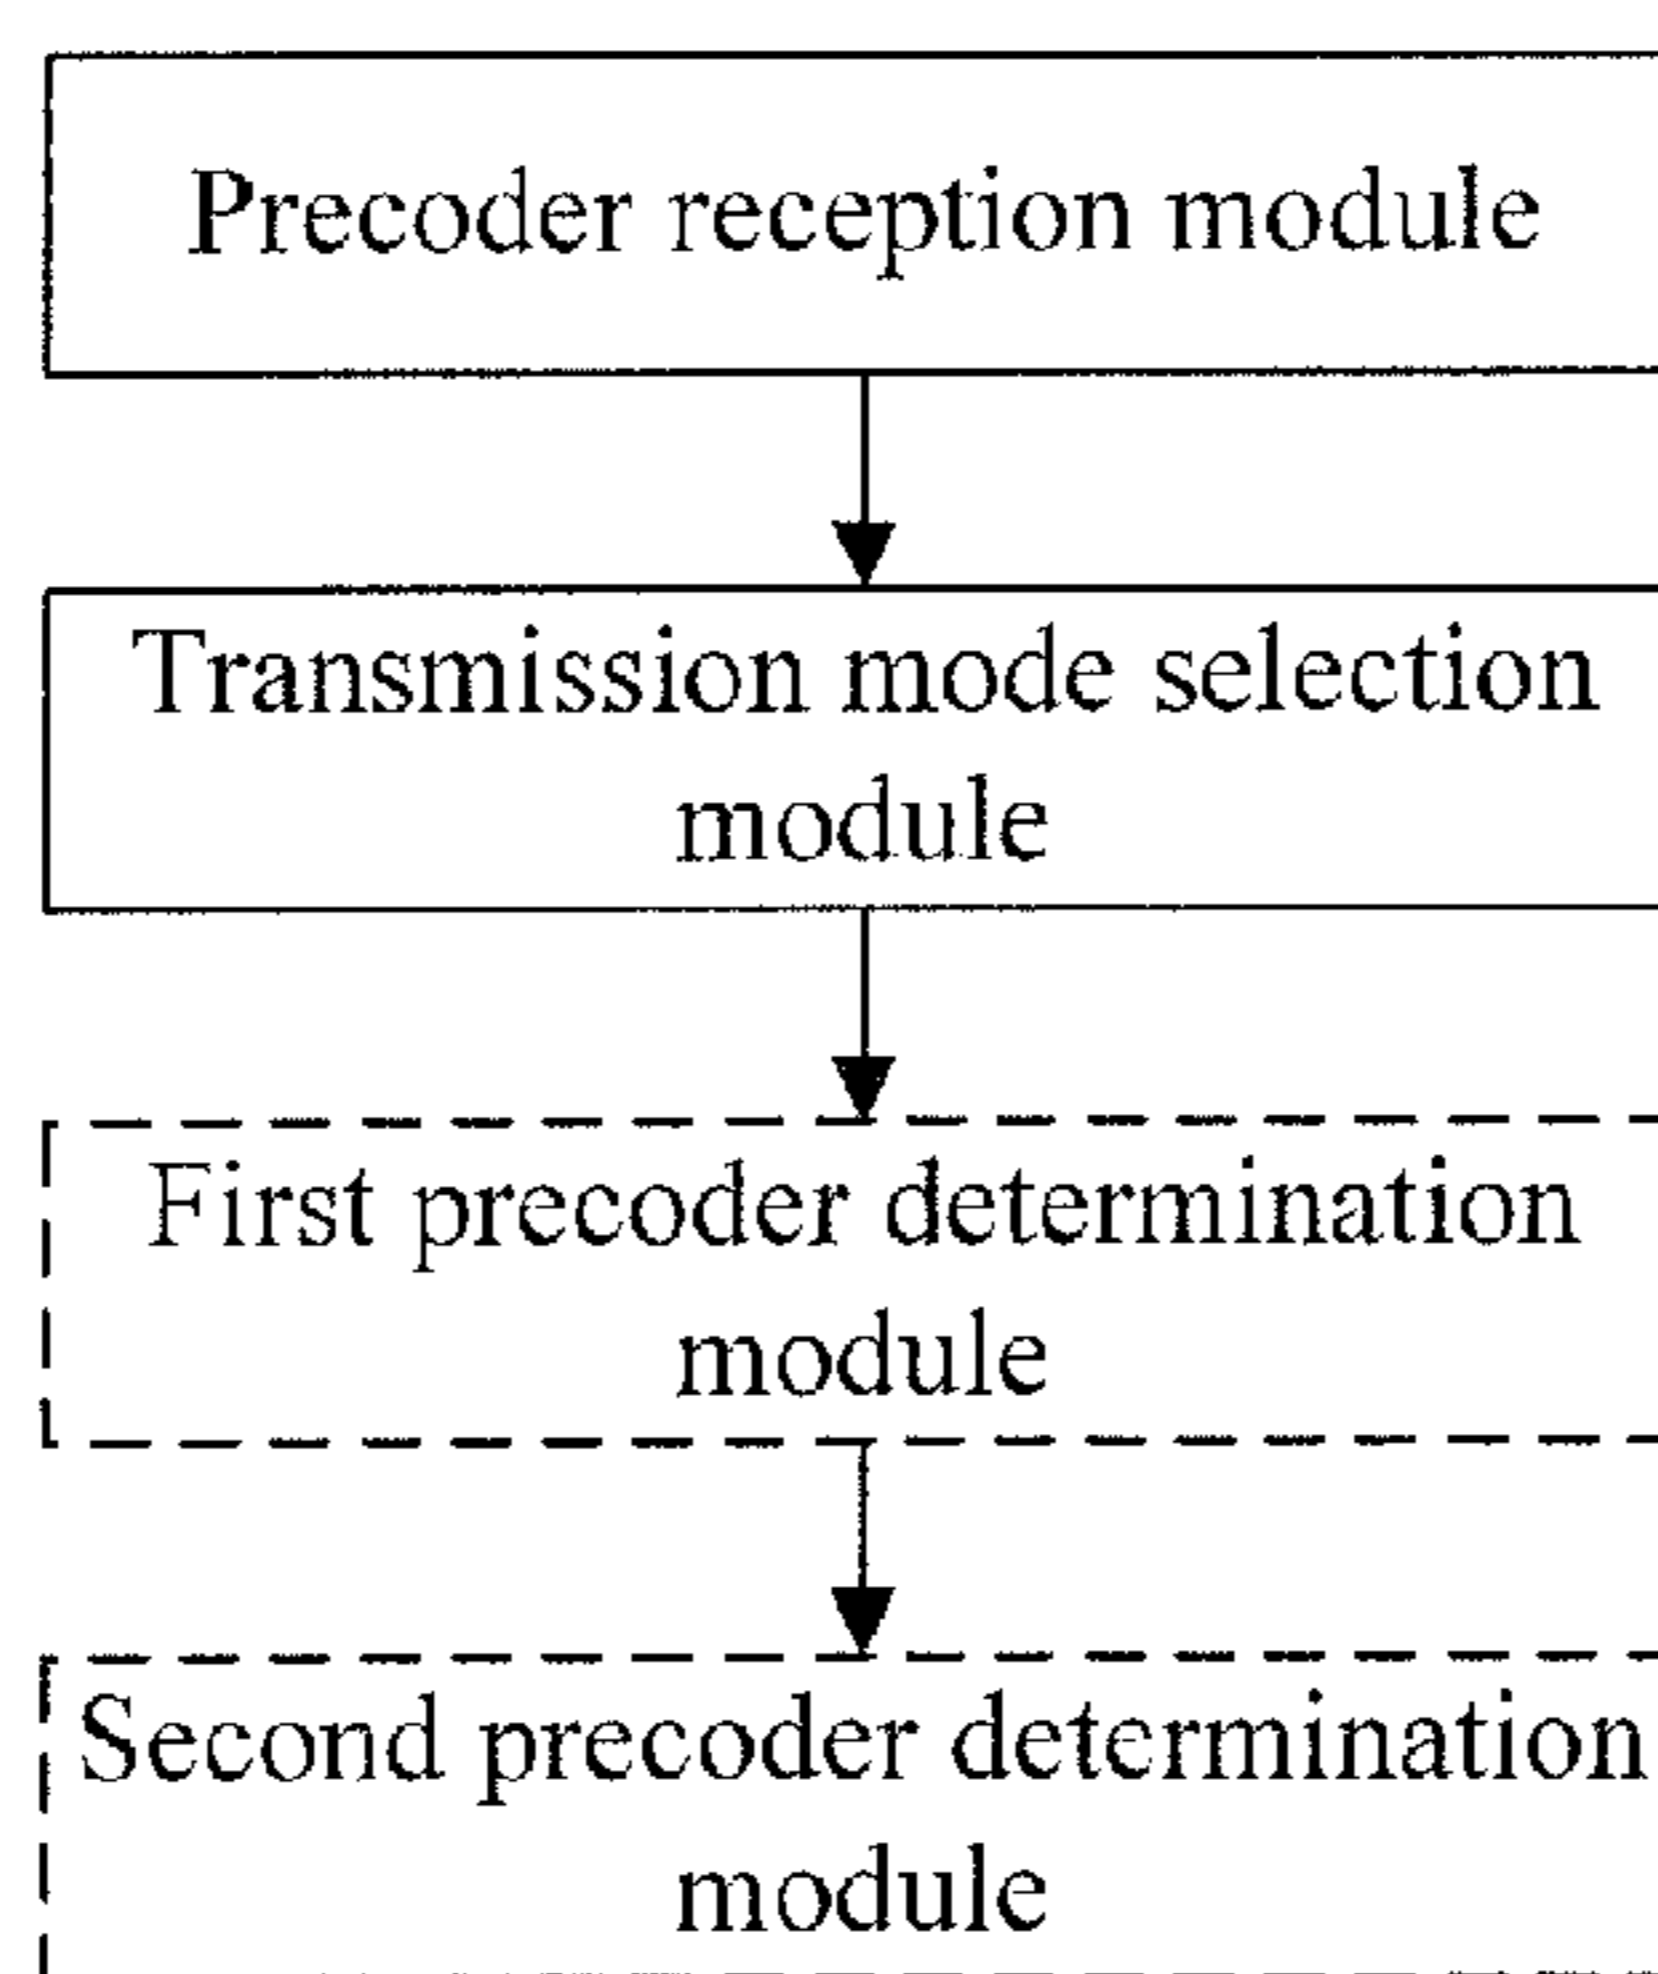 Precoder reception module
Transmission mode selection
module
First precoder determination
module
Second precoder determination
module